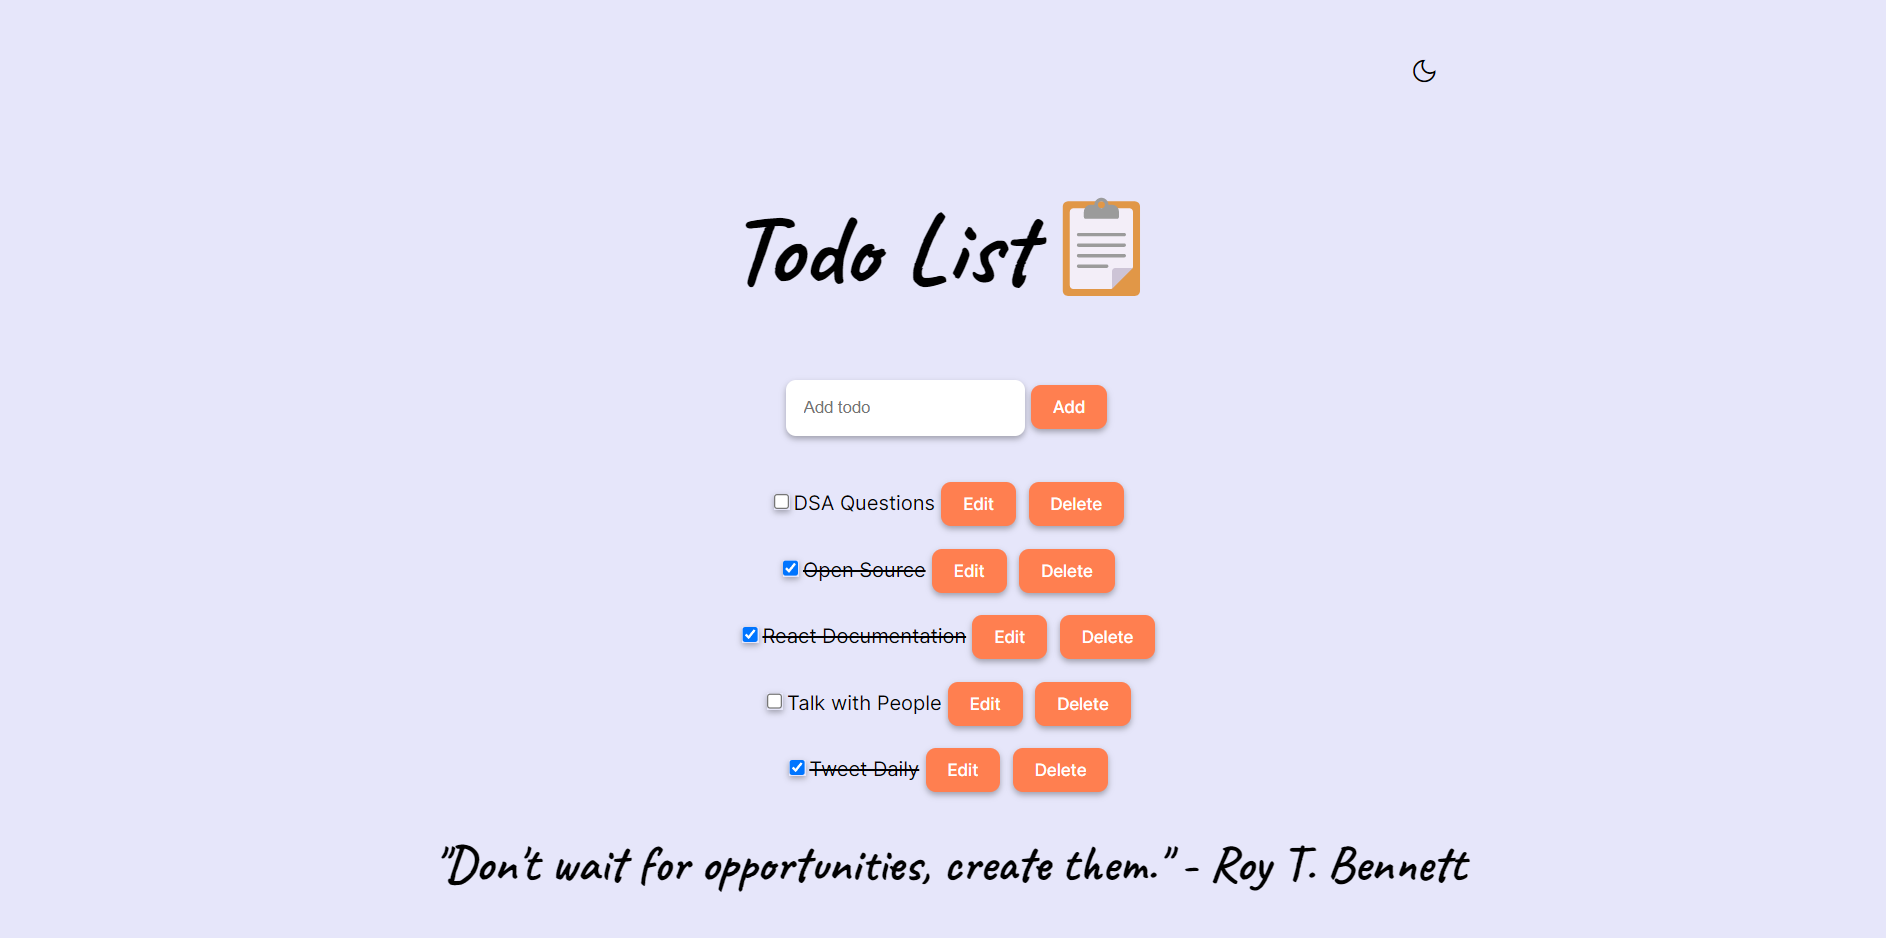 Todo List
Add todo Add
DSA Questions Edit Delete
Open Source Edit Delete
React Documentation Edit Delete
Talk with People Edit Delete
Tweet Daily Edit Delete
"Don't wait for opportunities, create them." - Roy T. Bennett